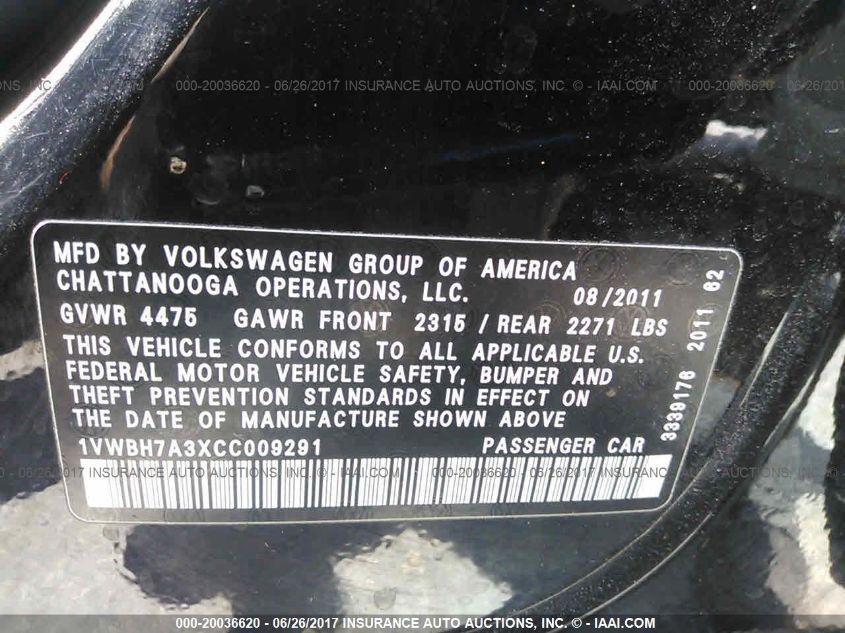 000-20036620 - 06/26/2017 INSURANCE AUTO AUCTIONS, INC. © - IAAI.COM
MFD BY VOLKSWAGEN GROUP OF AMERICA
CHATTANOOGA OPERATIONS, LLC. 08/2011
GVWR 4475 GAWR FRONT 2315 / REAR 2271 LBS
THIS VEHICLE CONFORMS TO ALL APPLICABLE U.S.
FEDERAL MOTOR VEHICLE SAFETY, BUMPER AND
THEFT PREVENTION STANDARDS IN EFFECT ON
THE DATE OF MANUFACTURE SHOWN ABOVE
1VWBH7A3XCC009291 PASSENGER CAR
3339176 2011 62
000-20036620 - 06/26/2017 INSURANCE AUTO AUCTIONS, INC. © - IAAI.COM